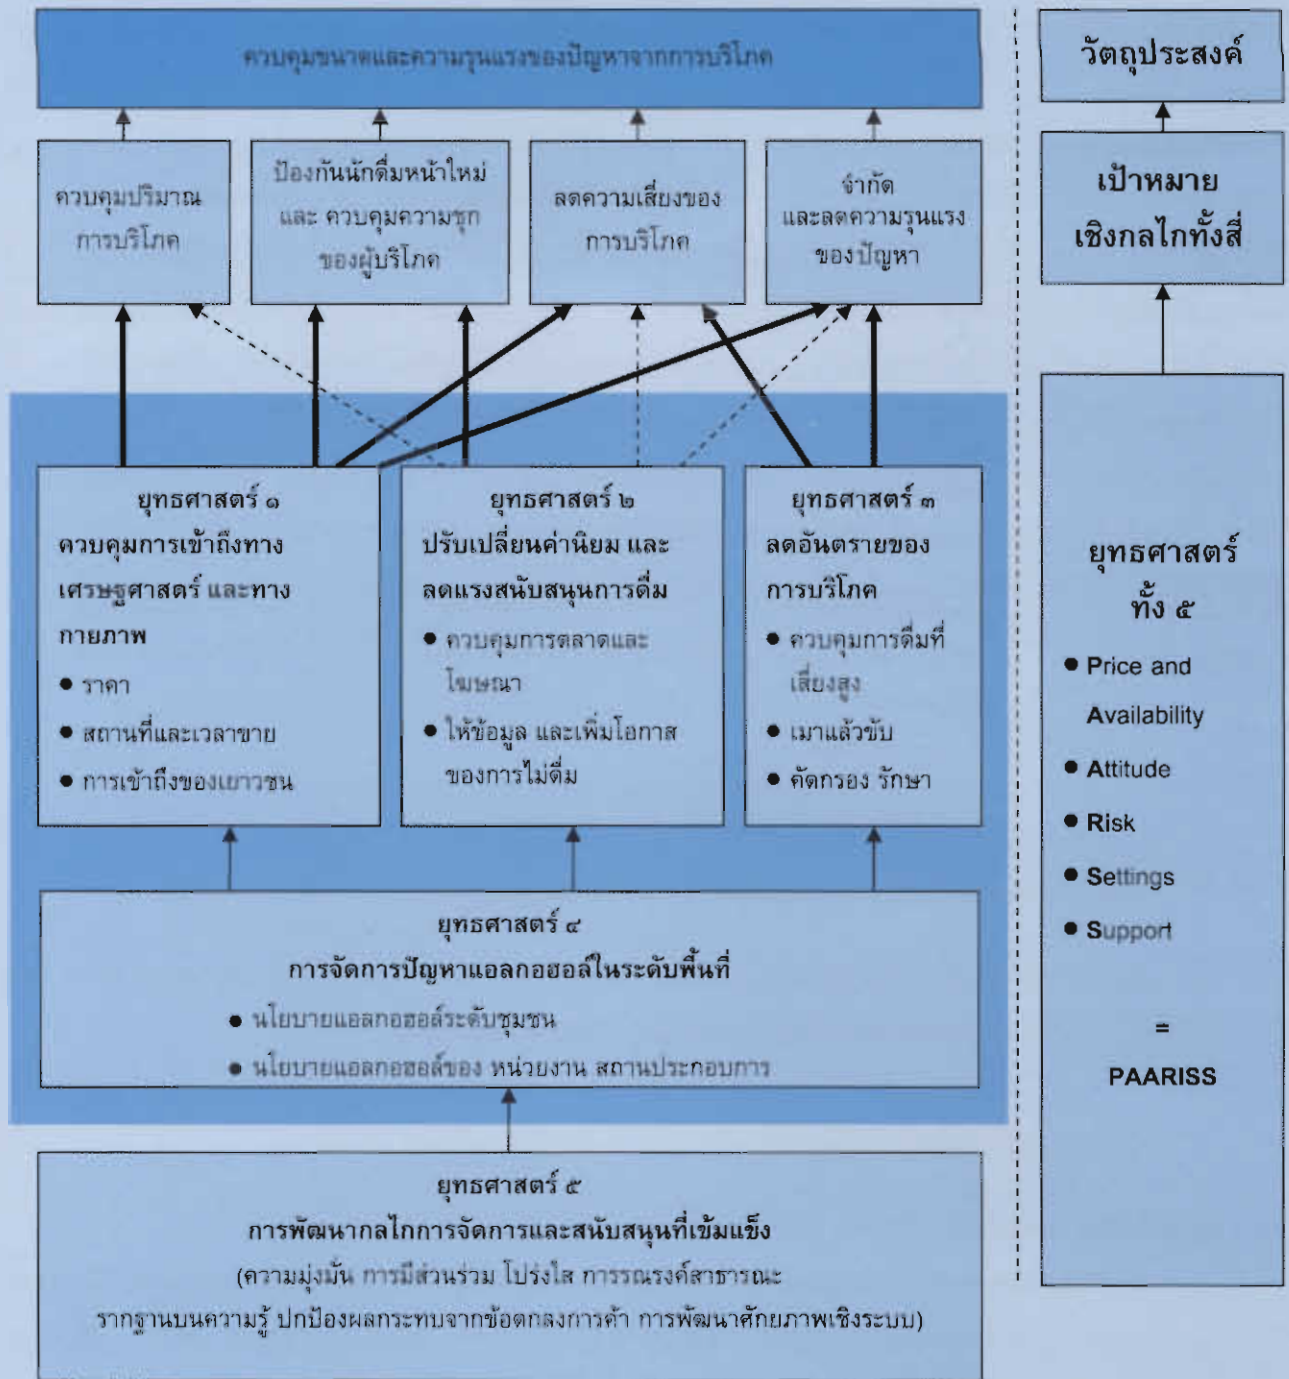 ควบคุมขนาดและความรุนแรงของปัญหาจากการบริโภค
ควบคุมปริมาณ
การบริโภค
ป้องกันนักดื่มหน้าใหม่
และ ควบคุมความชุก
ของผู้บริโภค
ลดความเสี่ยงของ
การบริโภค
จำกัด
และลดความรุนแรง
ของปัญหา
ยุทธศาสตร์ ๑
ควบคุมการเข้าถึงทาง
เศรษฐศาสตร์ และทาง
กายภาพ
● ราคา
● สถานที่และเวลาขาย
● การเข้าถึงของเยาวชน
ยุทธศาสตร์ ๒
ปรับเปลี่ยนค่านิยม และ
ลดแรงสนับสนุนการดื่ม
● ควบคุมการตลาดและ
โฆษณา
● ให้ข้อมูล และเพิ่มโอกาส
ของการไม่ดื่ม
ยุทธศาสตร์ ๓
ลดอันตรายของ
การบริโภค
● ควบคุมการดื่มที่
เสี่ยงสูง
● เมาแล้วขับ
● คัดกรอง รักษา
ยุทธศาสตร์ ๔
การจัดการปัญหาแอลกอฮอล์ในระดับพื้นที่
● นโยบายแอลกอฮอล์ระดับชุมชน
● นโยบายแอลกอฮอล์ของ หน่วยงาน สถานประกอบการ
ยุทธศาสตร์ ๕
การพัฒนากลไกการจัดการและสนับสนุนที่เข้มแข็ง
(ความมุ่งมั่น การมีส่วนร่วม โปร่งใส การรณรงค์สาธารณะ
รากฐานบนความรู้ ปกป้องผลกระทบจากข้อตกลงการค้า การพัฒนาศักยภาพเชิงระบบ)
วัตถุประสงค์
เป้าหมาย
เชิงกลไกทั้งสี่
ยุทธศาสตร์
ทั้ง ๕
● Price and
Availability
● Attitude
● Risk
● Settings
● Support
=
PAARISS